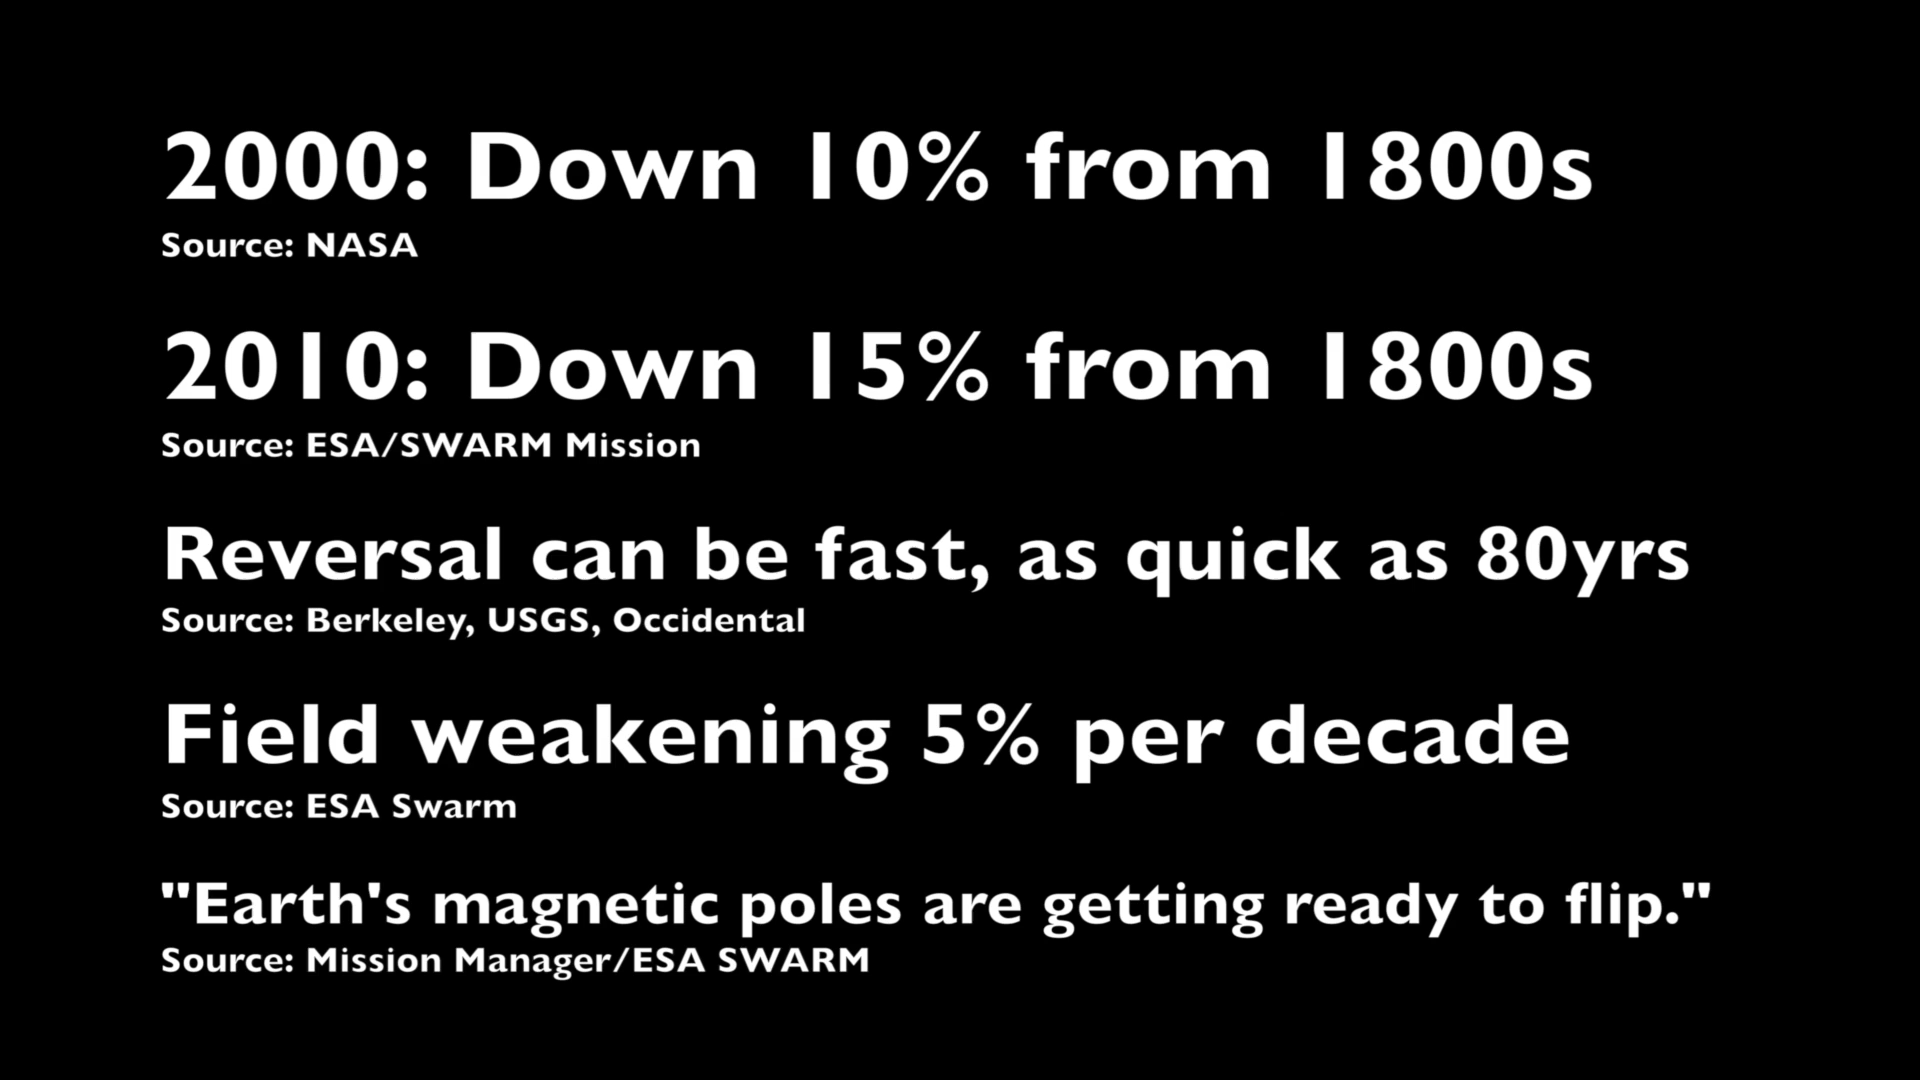 2000: Down 10% from 1800s
Source: NASA
2010: Down 15% from 1800s
Source: ESA/SWARM Mission
Reversal can be fast, as quick as 80yrs
Source: Berkeley, USGS, Occidental
Field weakening 5% per decade
Source: ESA Swarm
"Earth's magnetic poles are getting ready to flip."
Source: Mission Manager/ESA SWARM